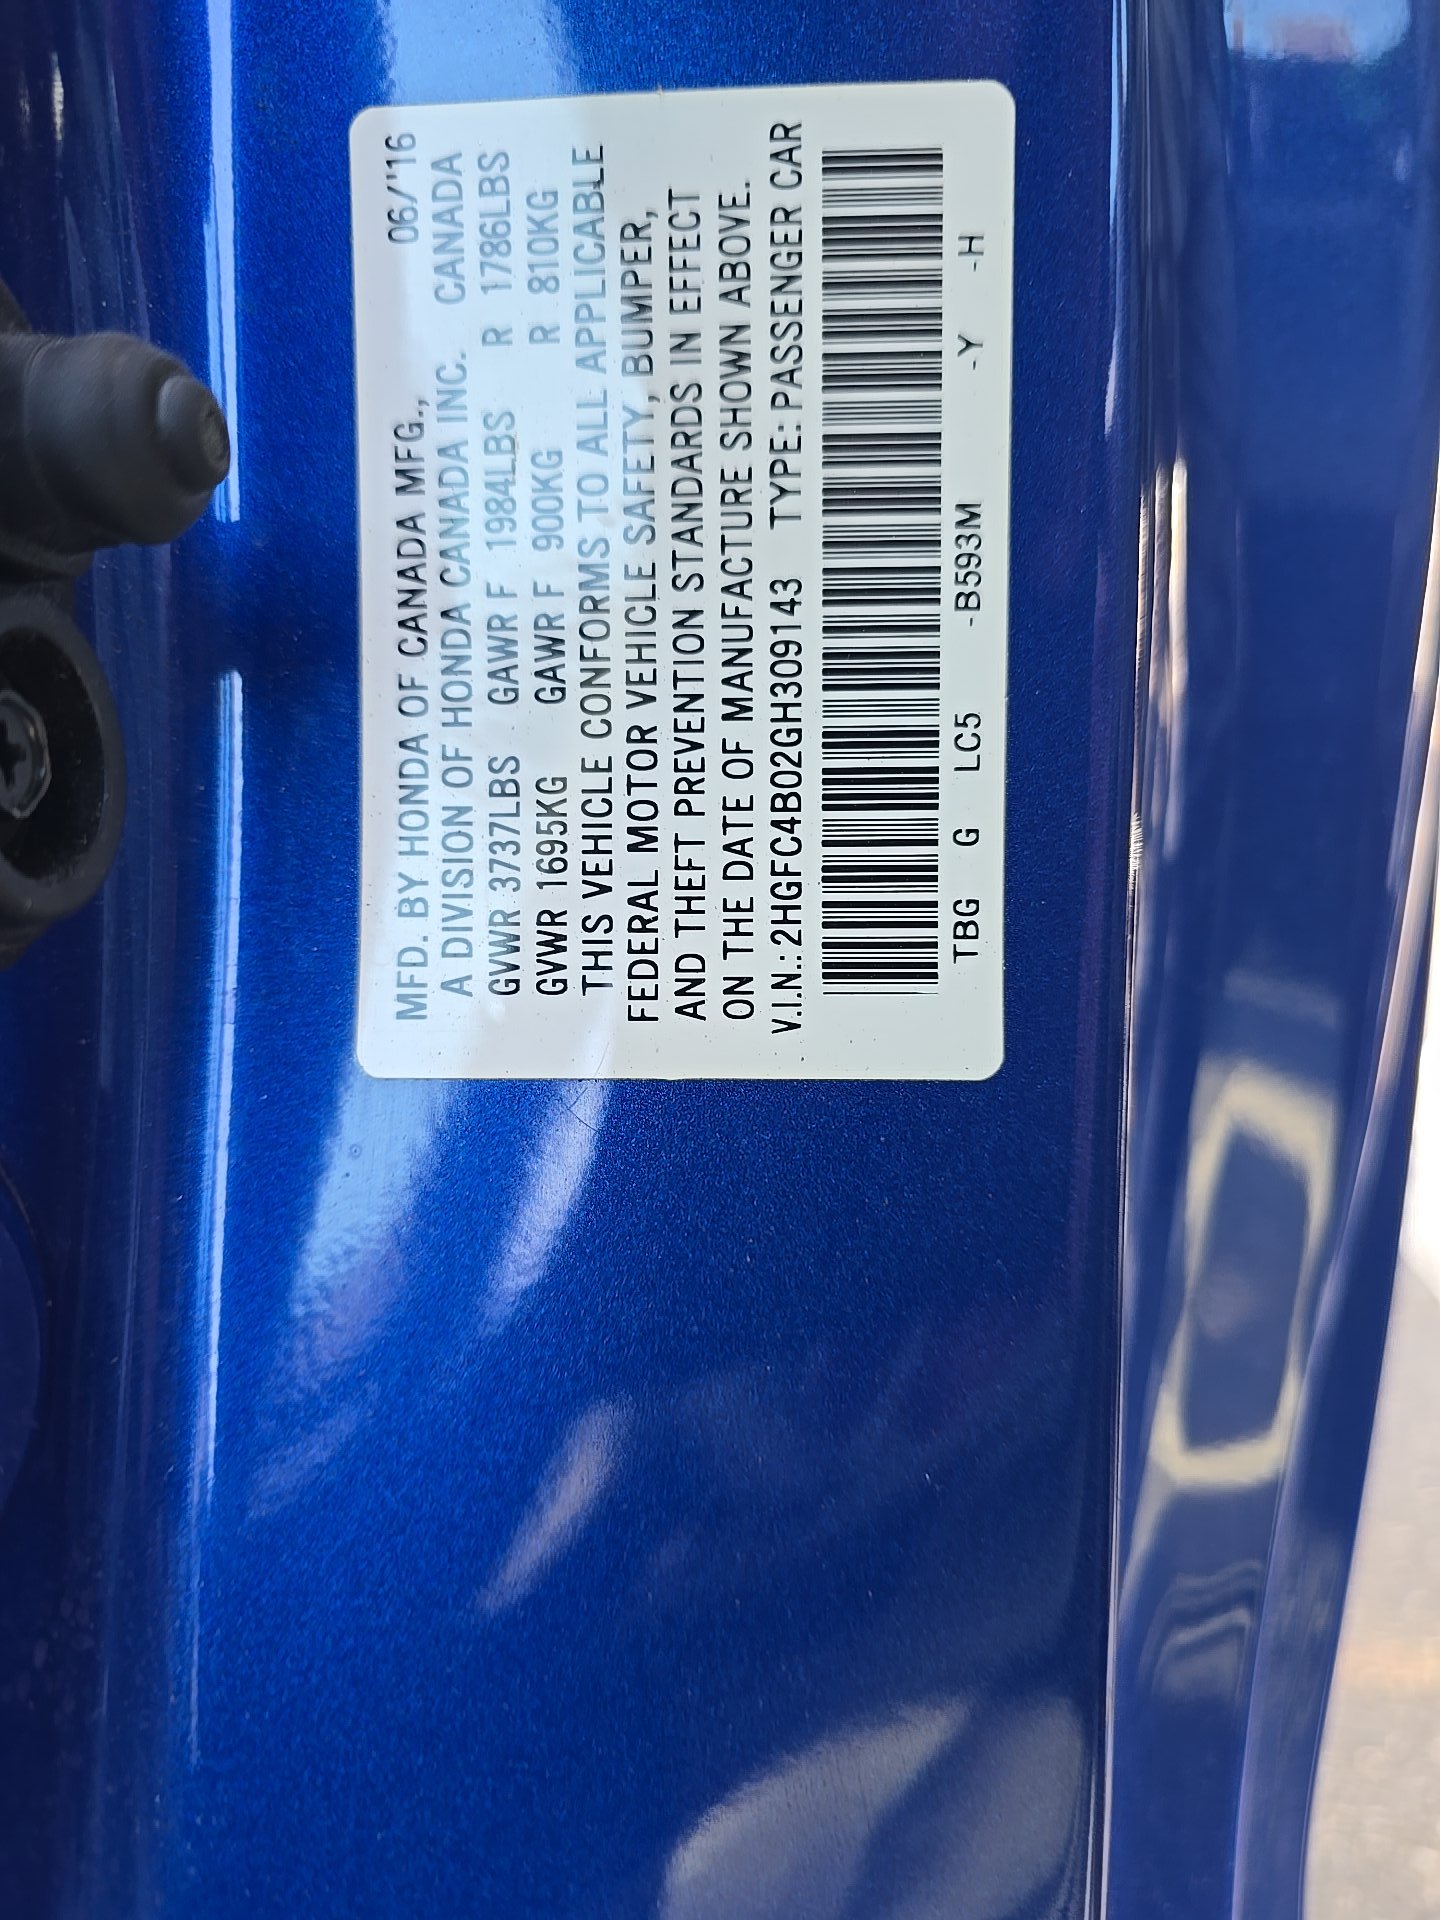 MFD. BY HONDA OF CANADA MFG., 06/'16
A DIVISION OF HONDA CANADA INC. CANADA
GVWR 3737LBS GAWR F 1984LBS R 1786LBS
GVWR 1695KG GAWR F 900KG R 810KG
THIS VEHICLE CONFORMS TO ALL APPLICABLE
FEDERAL MOTOR VEHICLE SAFETY, BUMPER,
AND THEFT PREVENTION STANDARDS IN EFFECT
ON THE DATE OF MANUFACTURE SHOWN ABOVE.
V.I.N.: 2HGFC4B02GH309143 TYPE: PASSENGER CAR
TBG G LC5 -B593M -Y -H